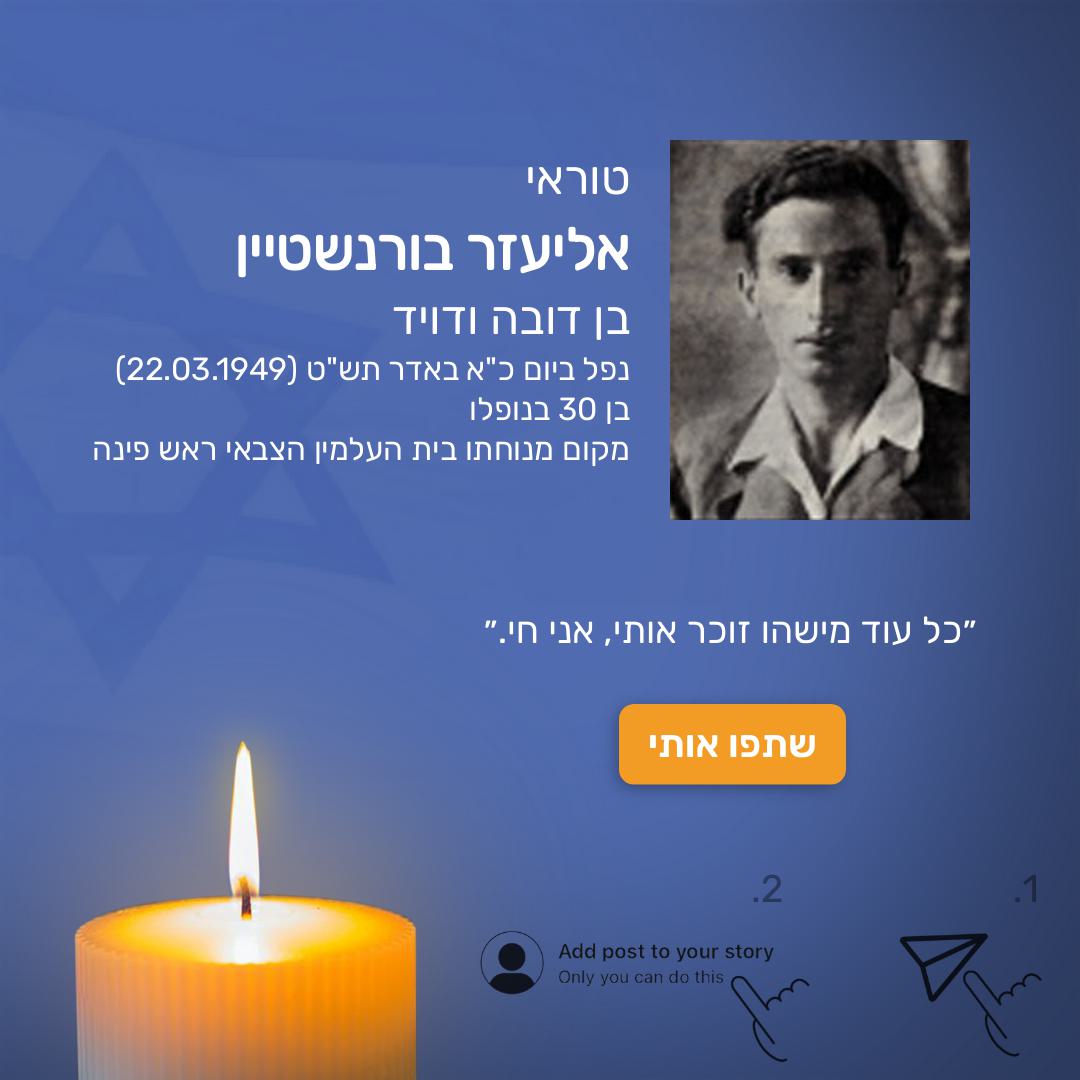 טוראי
אליעזר בורנשטיין
בן דובה ודויד
נפל ביום כ"א באדר תש"ט (22.03.1949)
בן 30 בנופלו
מקום מנוחתו בית העלמין הצבאי ראש פינה
״כל עוד מישהו זוכר אותי, אני חי.״
שתפו אותי
1.
2.
Add post to your story
Only you can do this